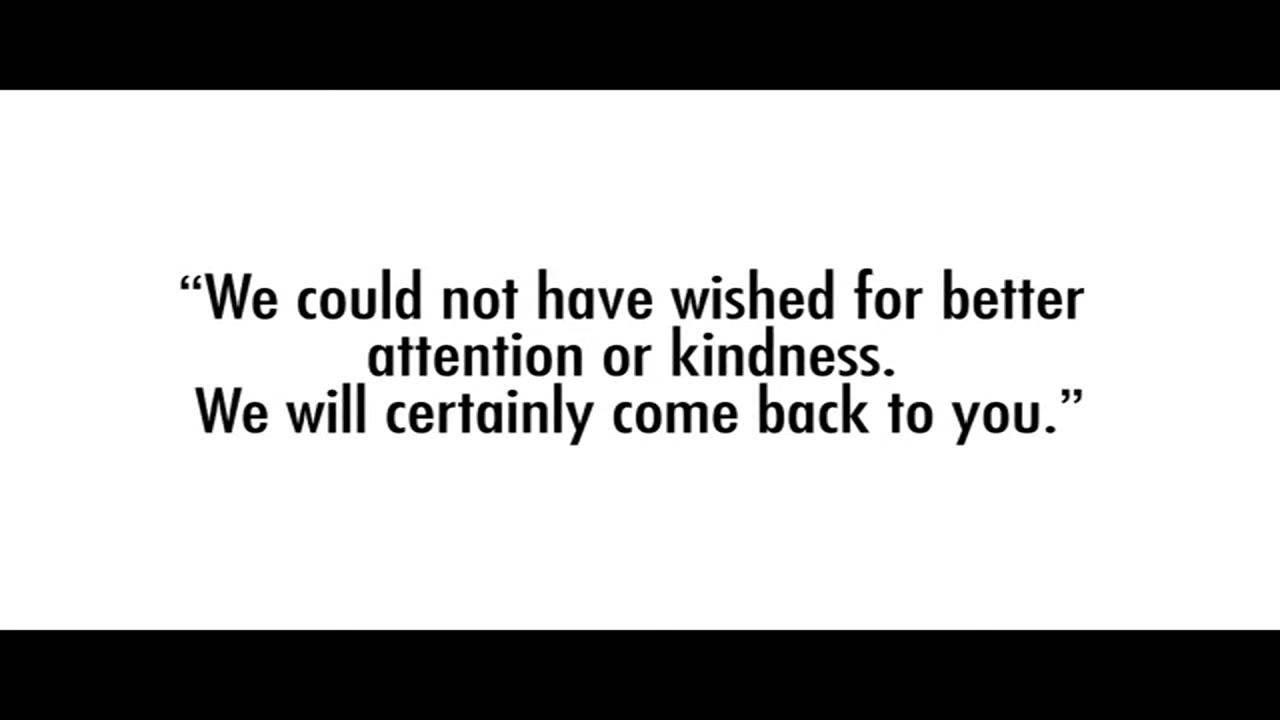 “We could not have wished for better
attention or kindness.
We will certainly come back to you.”